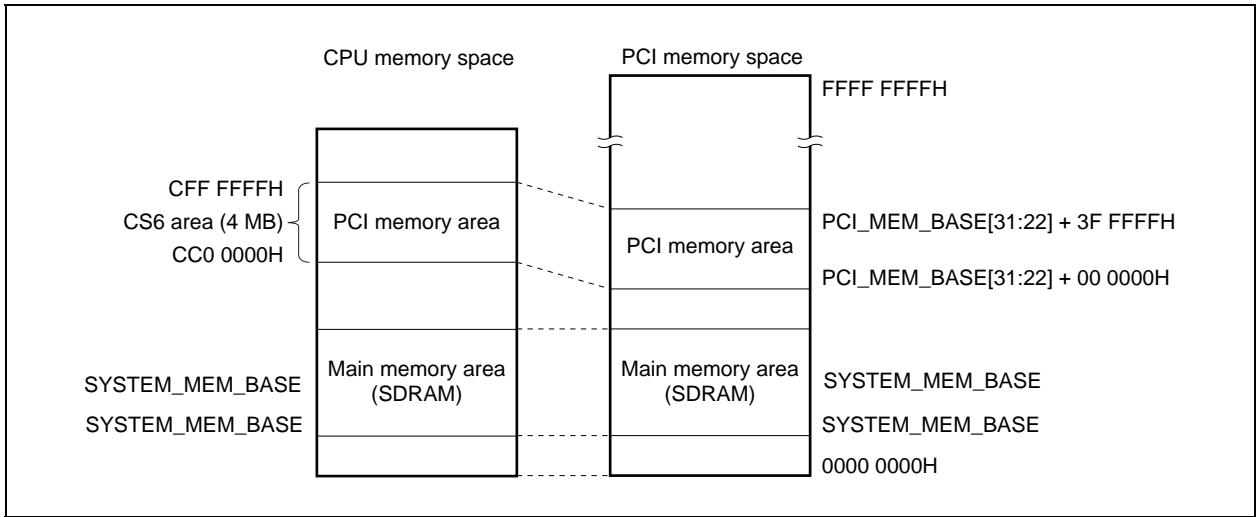 CPU memory space
PCI memory space
FFFF FFFFH
CFF FFFFH
CS6 area (4 MB)
CC0 0000H
PCI memory area
PCI memory area
PCI_MEM_BASE[31:22] + 3F FFFFH
PCI_MEM_BASE[31:22] + 00 0000H
Main memory area
(SDRAM)
Main memory area
(SDRAM)
SYSTEM_MEM_BASE
SYSTEM_MEM_BASE
SYSTEM_MEM_BASE
SYSTEM_MEM_BASE
0000 0000H